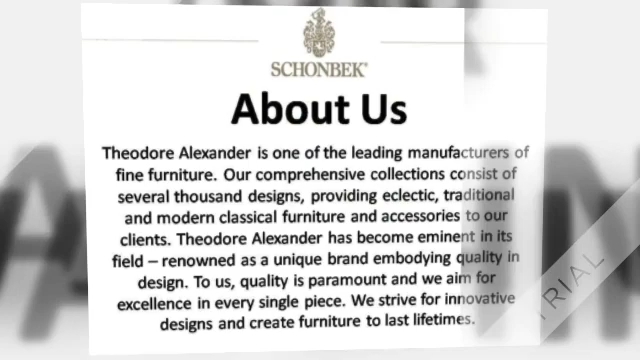 SCHONBEK®
About Us
Theodore Alexander is one of the leading manufacturers of
fine furniture. Our comprehensive collections consist of
several thousand designs, providing eclectic, traditional
and modern classical furniture and accessories to our
clients. Theodore Alexander has become eminent in its
field – renowned as a unique brand embodying quality in
design. To us, quality is paramount and we aim for
excellence in every single piece. We strive for innovative
designs and create furniture to last lifetimes.
TRIAL